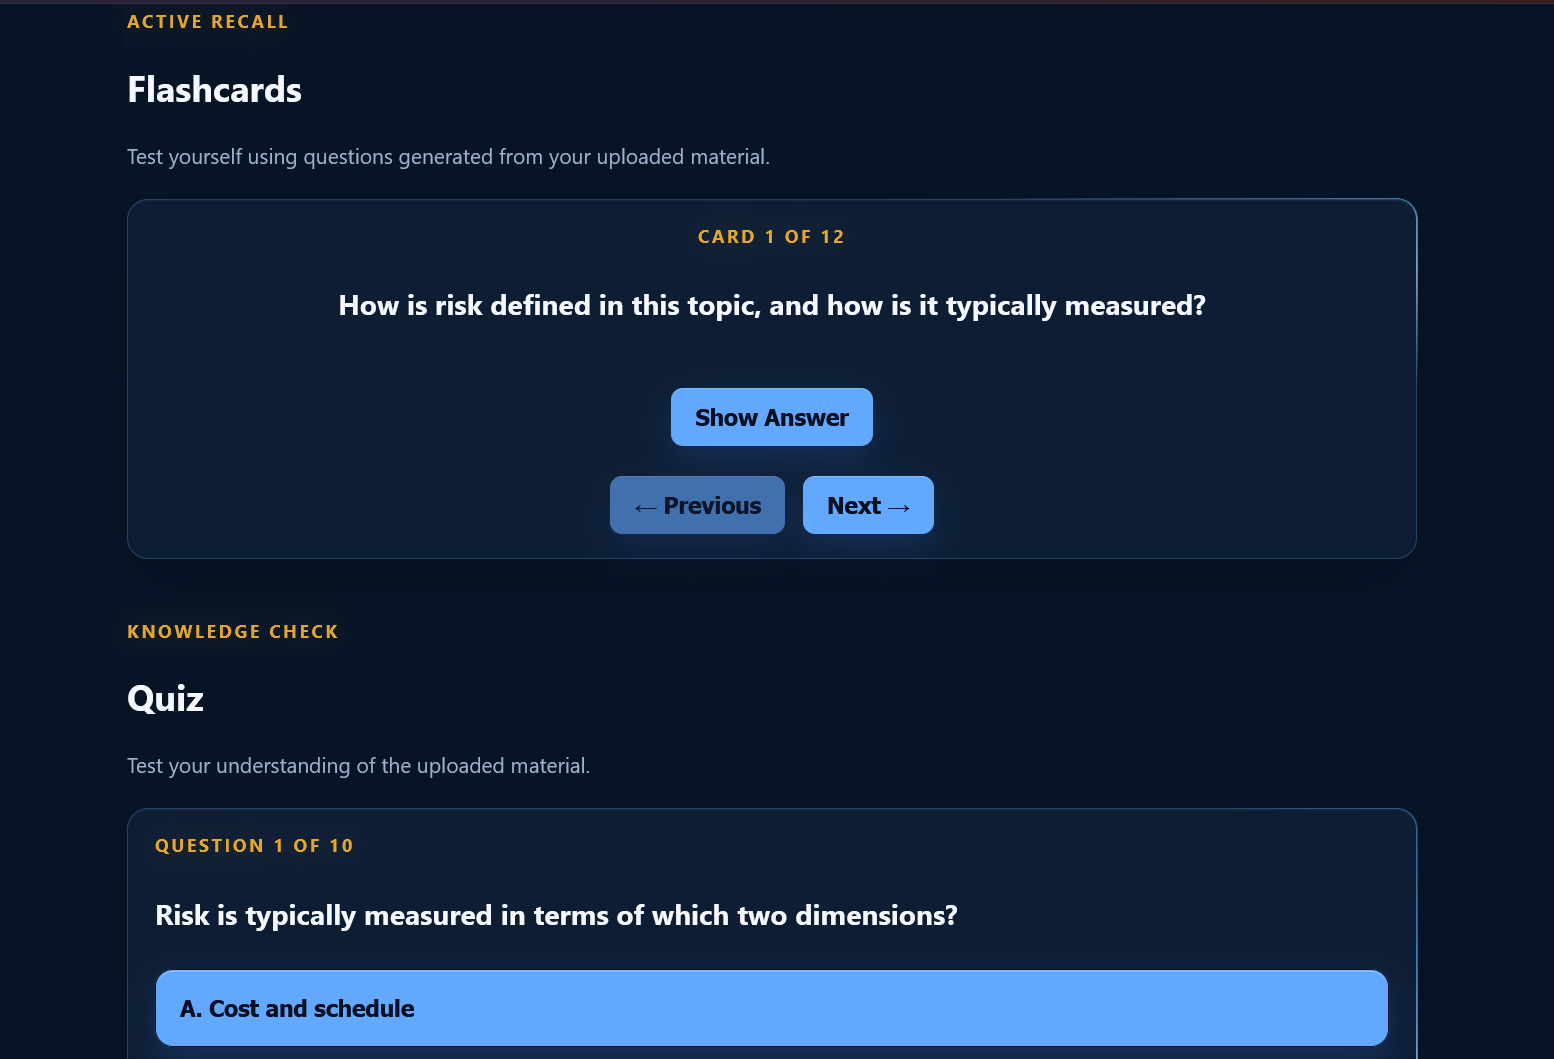 ACTIVE RECALL
Flashcards
Test yourself using questions generated from your uploaded material.
CARD 1 OF 12
How is risk defined in this topic, and how is it typically measured?
Show Answer
← Previous
Next →
KNOWLEDGE CHECK
Quiz
Test your understanding of the uploaded material.
QUESTION 1 OF 10
Risk is typically measured in terms of which two dimensions?
A. Cost and schedule